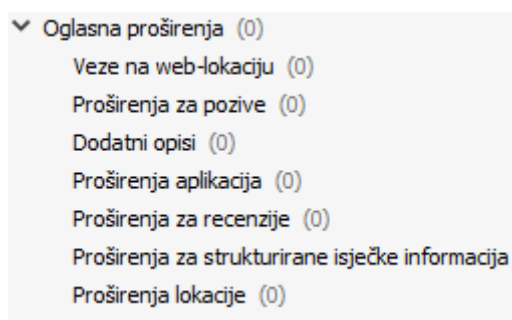 Oglasna proširenja (0)
Veze na web-lokaciju (0)
Proširenja za pozive (0)
Dodatni opisi (0)
Proširenja aplikacija (0)
Proširenja za recenzije (0)
Proširenja za strukturirane isječke informacija
Proširenja lokacije (0)